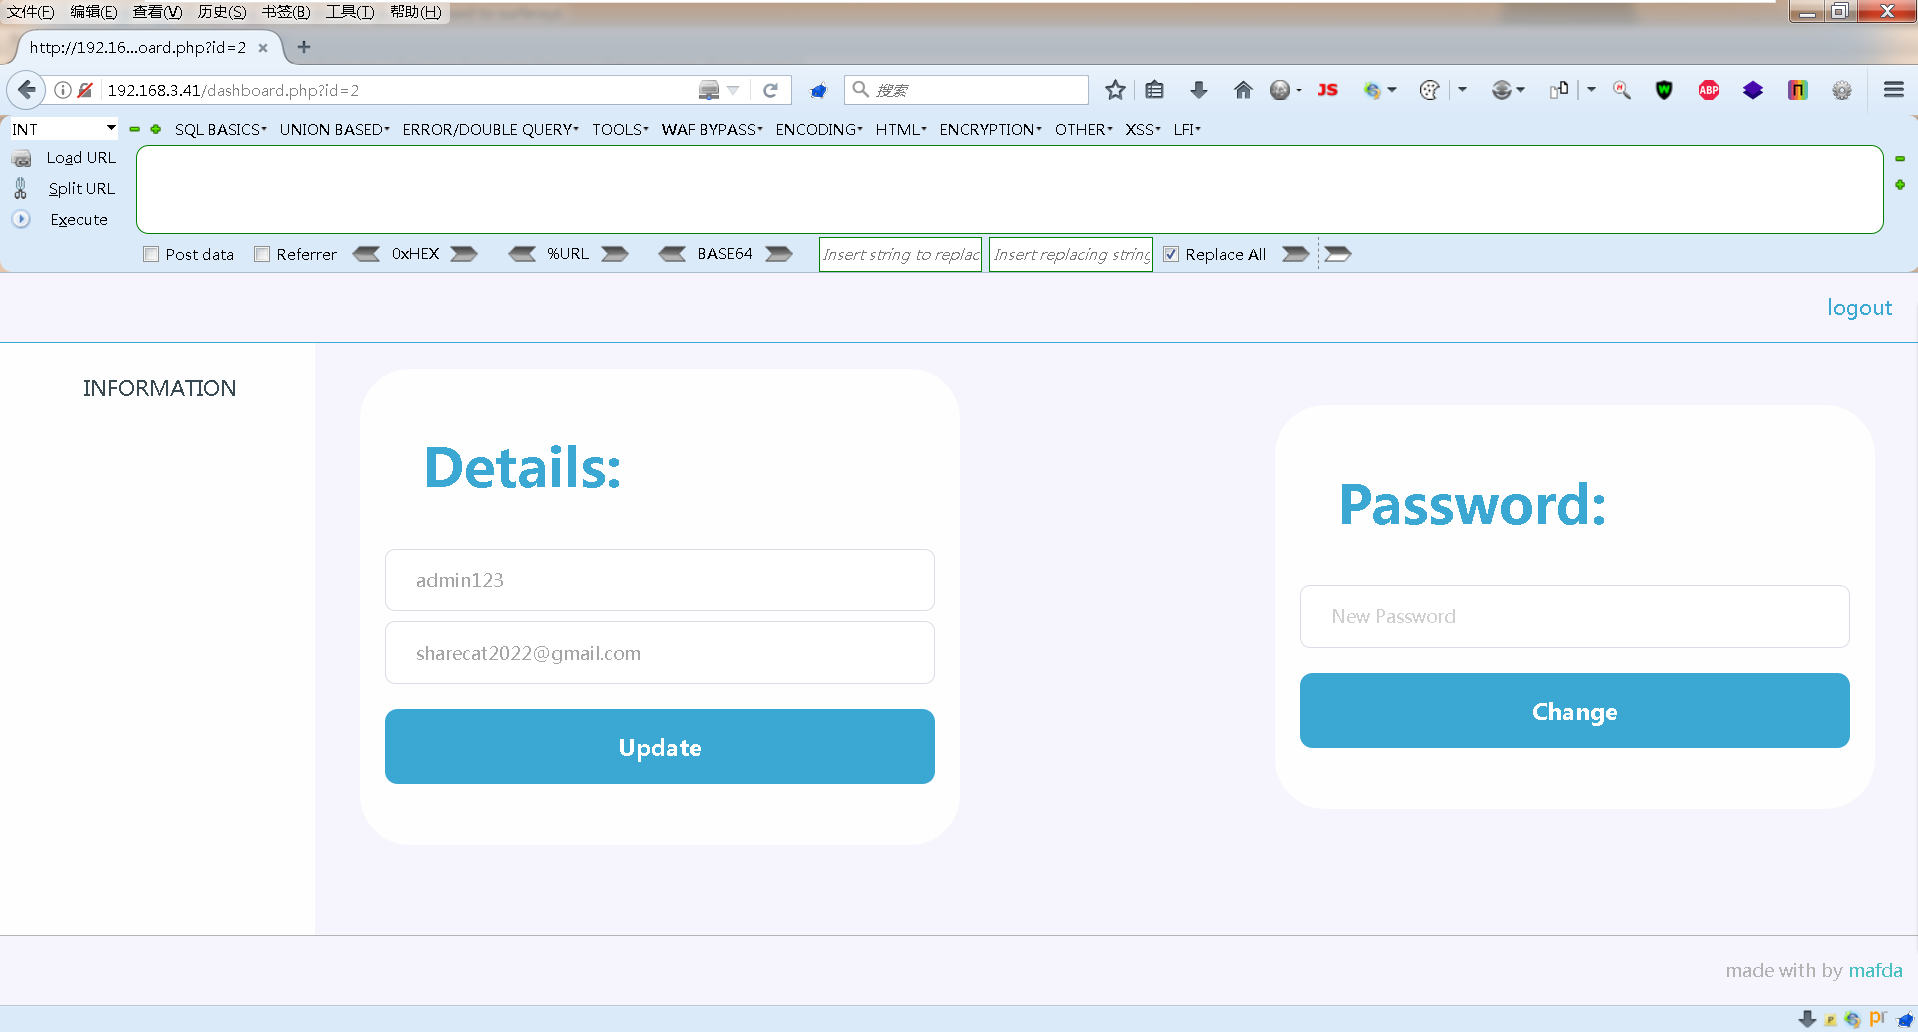 文件(F) 编辑(E) 查看(V) 历史(S) 书签(B) 工具(T) 帮助(H)
http://192.16...oard.php?id=2
192.168.3.41/dashboard.php?id=2
搜索
JS
ABP
INT SQL BASICS UNION BASED ERROR/DOUBLE QUERY TOOLS WAF BYPASS ENCODING HTML ENCRYPTION OTHER XSS LFI
Load URL
Split URL
Execute
Post data Referrer 0xHEX %URL BASE64 Insert string to replac Insert replacing string Replace All
logout
INFORMATION
Details:
admin123
sharecat2022@gmail.com
Update
Password:
New Password
Change
made with by mafda